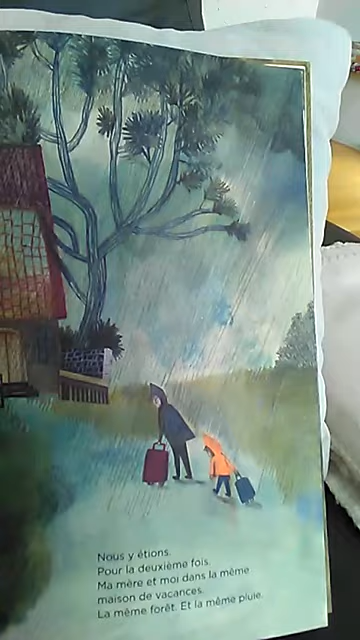 Nous y étions.
Pour la deuxième fois.
Ma mère et moi dans la même
maison de vacances.
La même forêt. Et la même pluie.